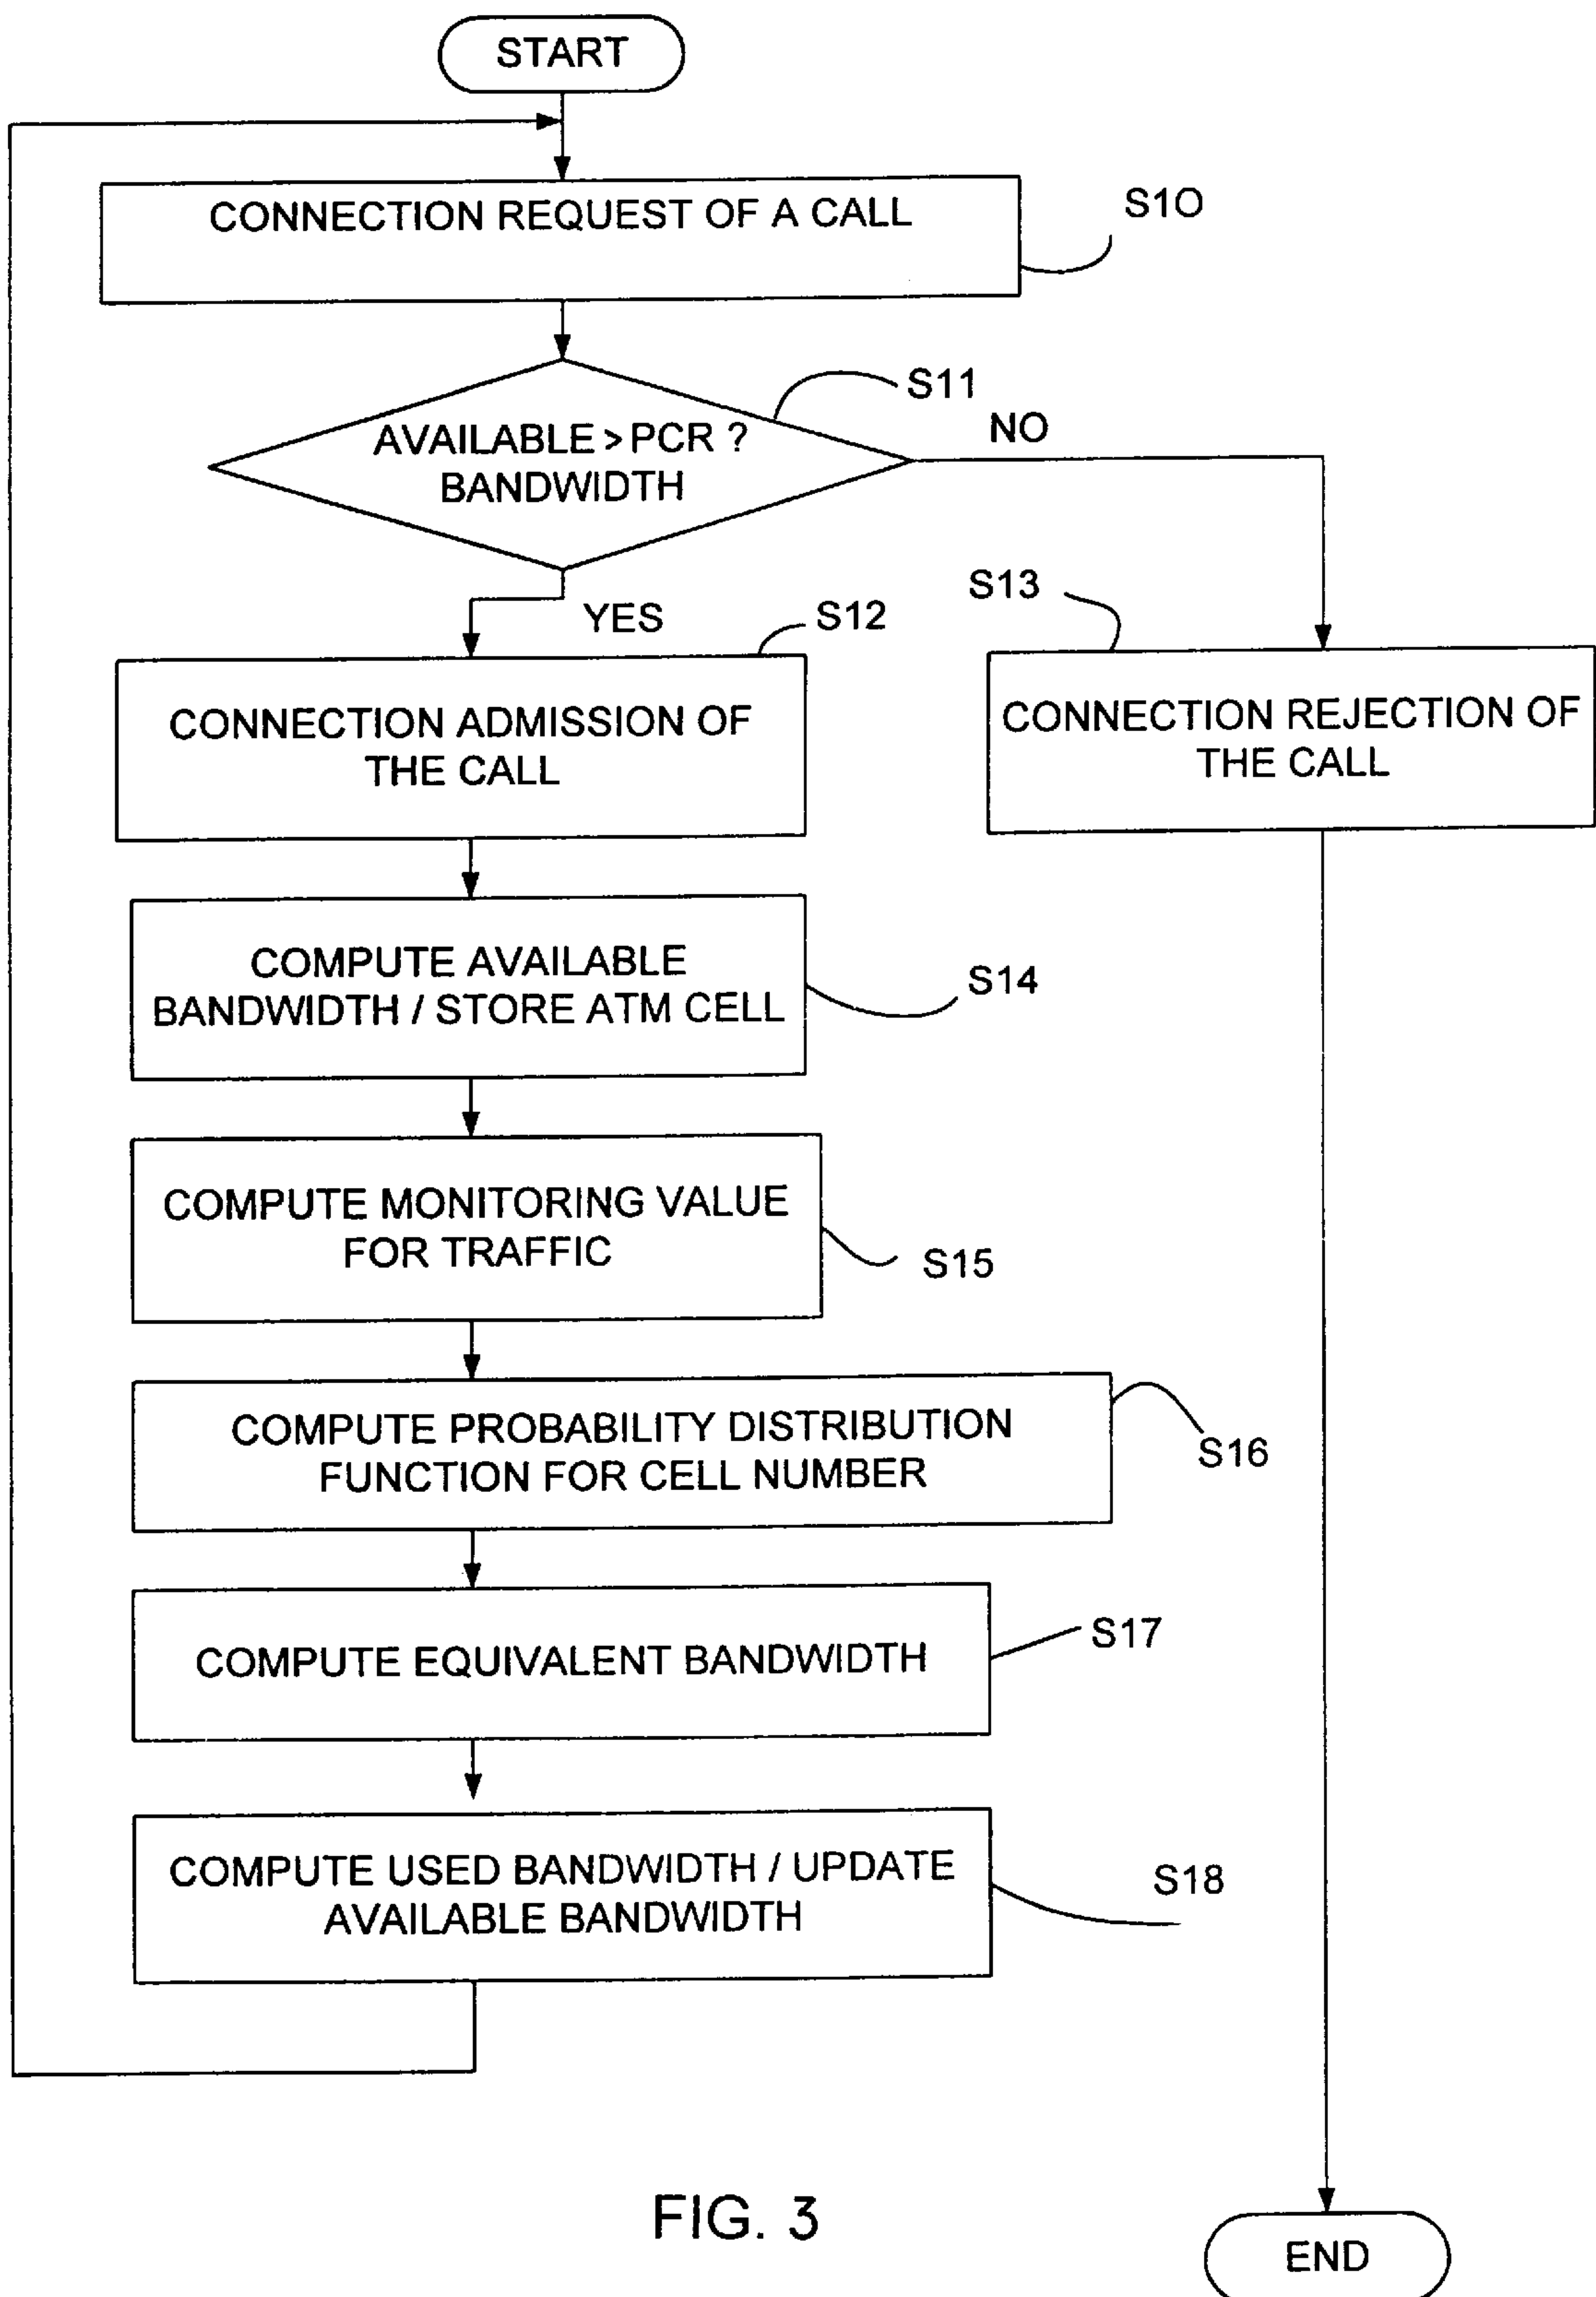 START
CONNECTION REQUEST OF A CALL
S10
S11
AVAILABLE > PCR ?
BANDWIDTH
NO
YES
S12
S13
CONNECTION ADMISSION OF
THE CALL
CONNECTION REJECTION OF
THE CALL
COMPUTE AVAILABLE
BANDWIDTH / STORE ATM CELL
S14
COMPUTE MONITORING VALUE
FOR TRAFFIC
S15
COMPUTE PROBABILITY DISTRIBUTION
FUNCTION FOR CELL NUMBER
S16
COMPUTE EQUIVALENT BANDWIDTH
S17
COMPUTE USED BANDWIDTH / UPDATE
AVAILABLE BANDWIDTH
S18
FIG. 3
END